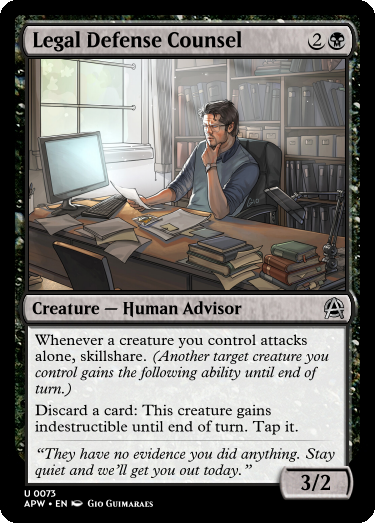 Legal Defense Counsel 2
Creature — Human Advisor
Whenever a creature you control attacks
alone, skillshare. (Another target creature you
control gains the following ability until end of
turn.)
Discard a card: This creature gains
indestructible until end of turn. Tap it.
“They have no evidence you did anything. Stay
quiet and we’ll get you out today.”
3/2
U 0073
APW • EN Gio Guimaraes